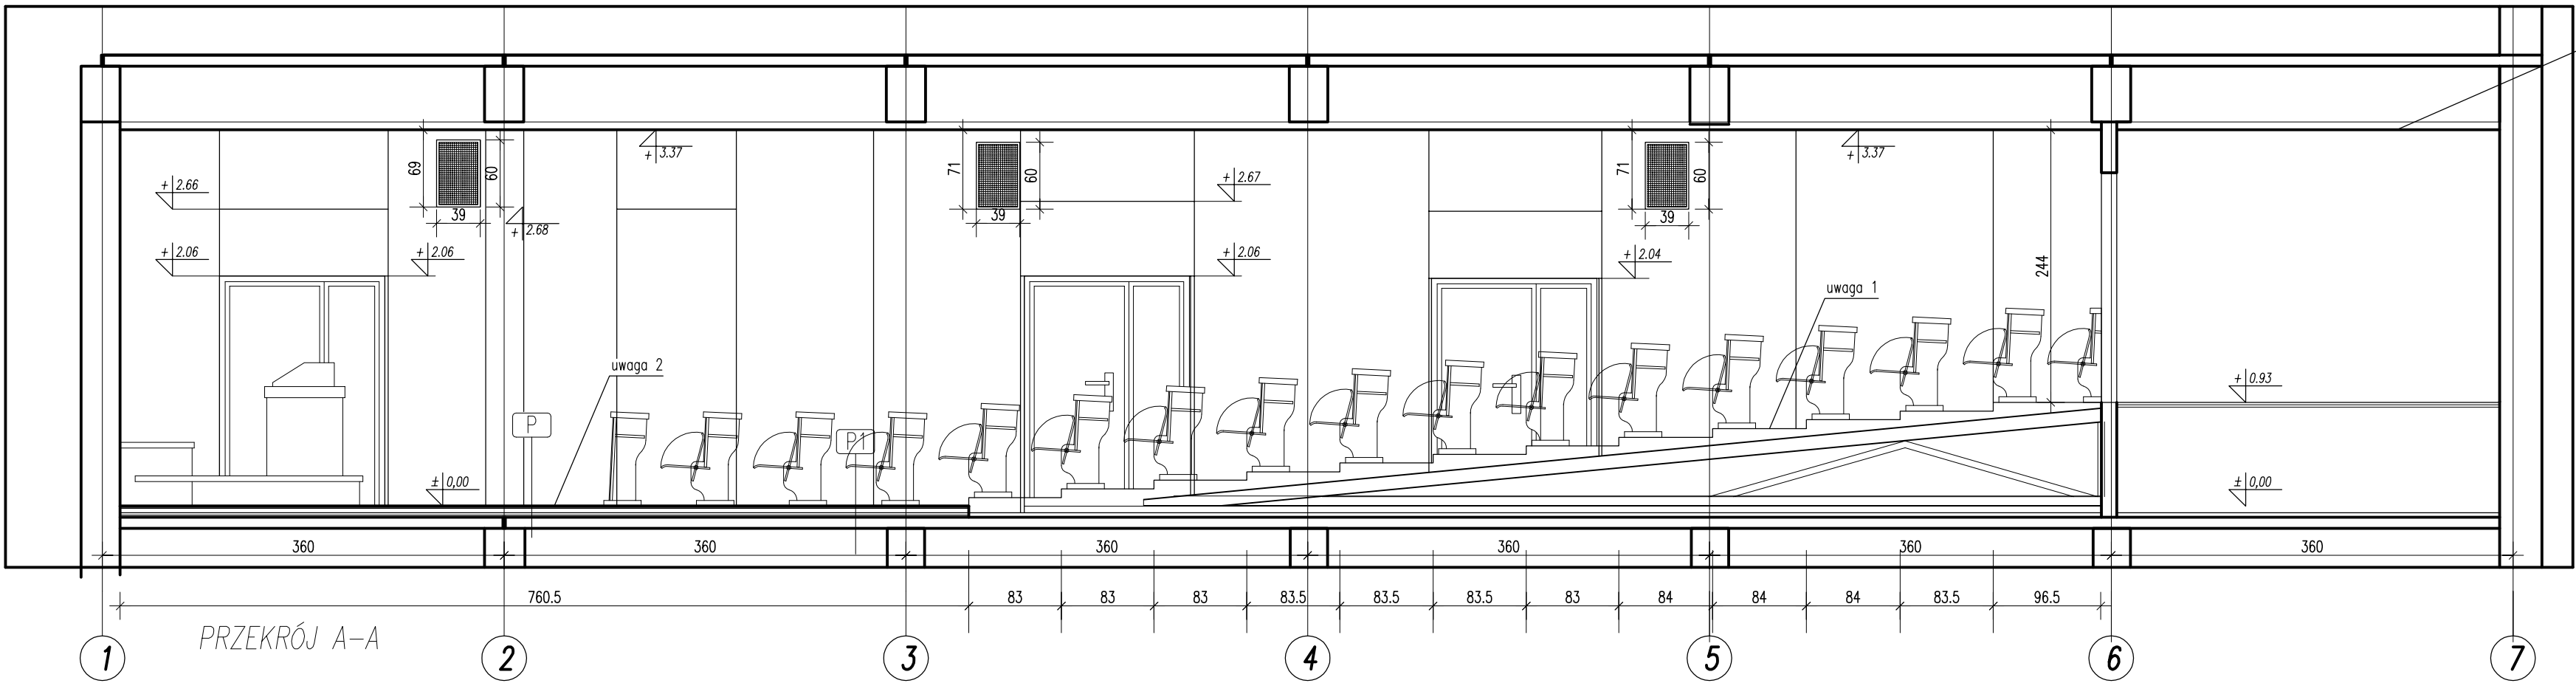 + 3.37
+ 3.37
69
60
71
60
71
60
+ 2.66
+ 2.67
39
39
39
+ 2.68
+ 2.06
+ 2.06
+ 2.06
+ 2.04
244
uwaga 1
uwaga 2
+ 0.93
P
P1
± 0,00
± 0,00
360 360 360 360 360 360
760.5 83 83 83 83.5 83.5 83.5 83 84 84 84 83.5 96.5
PRZEKRÓJ A-A
1 2 3 4 5 6 7